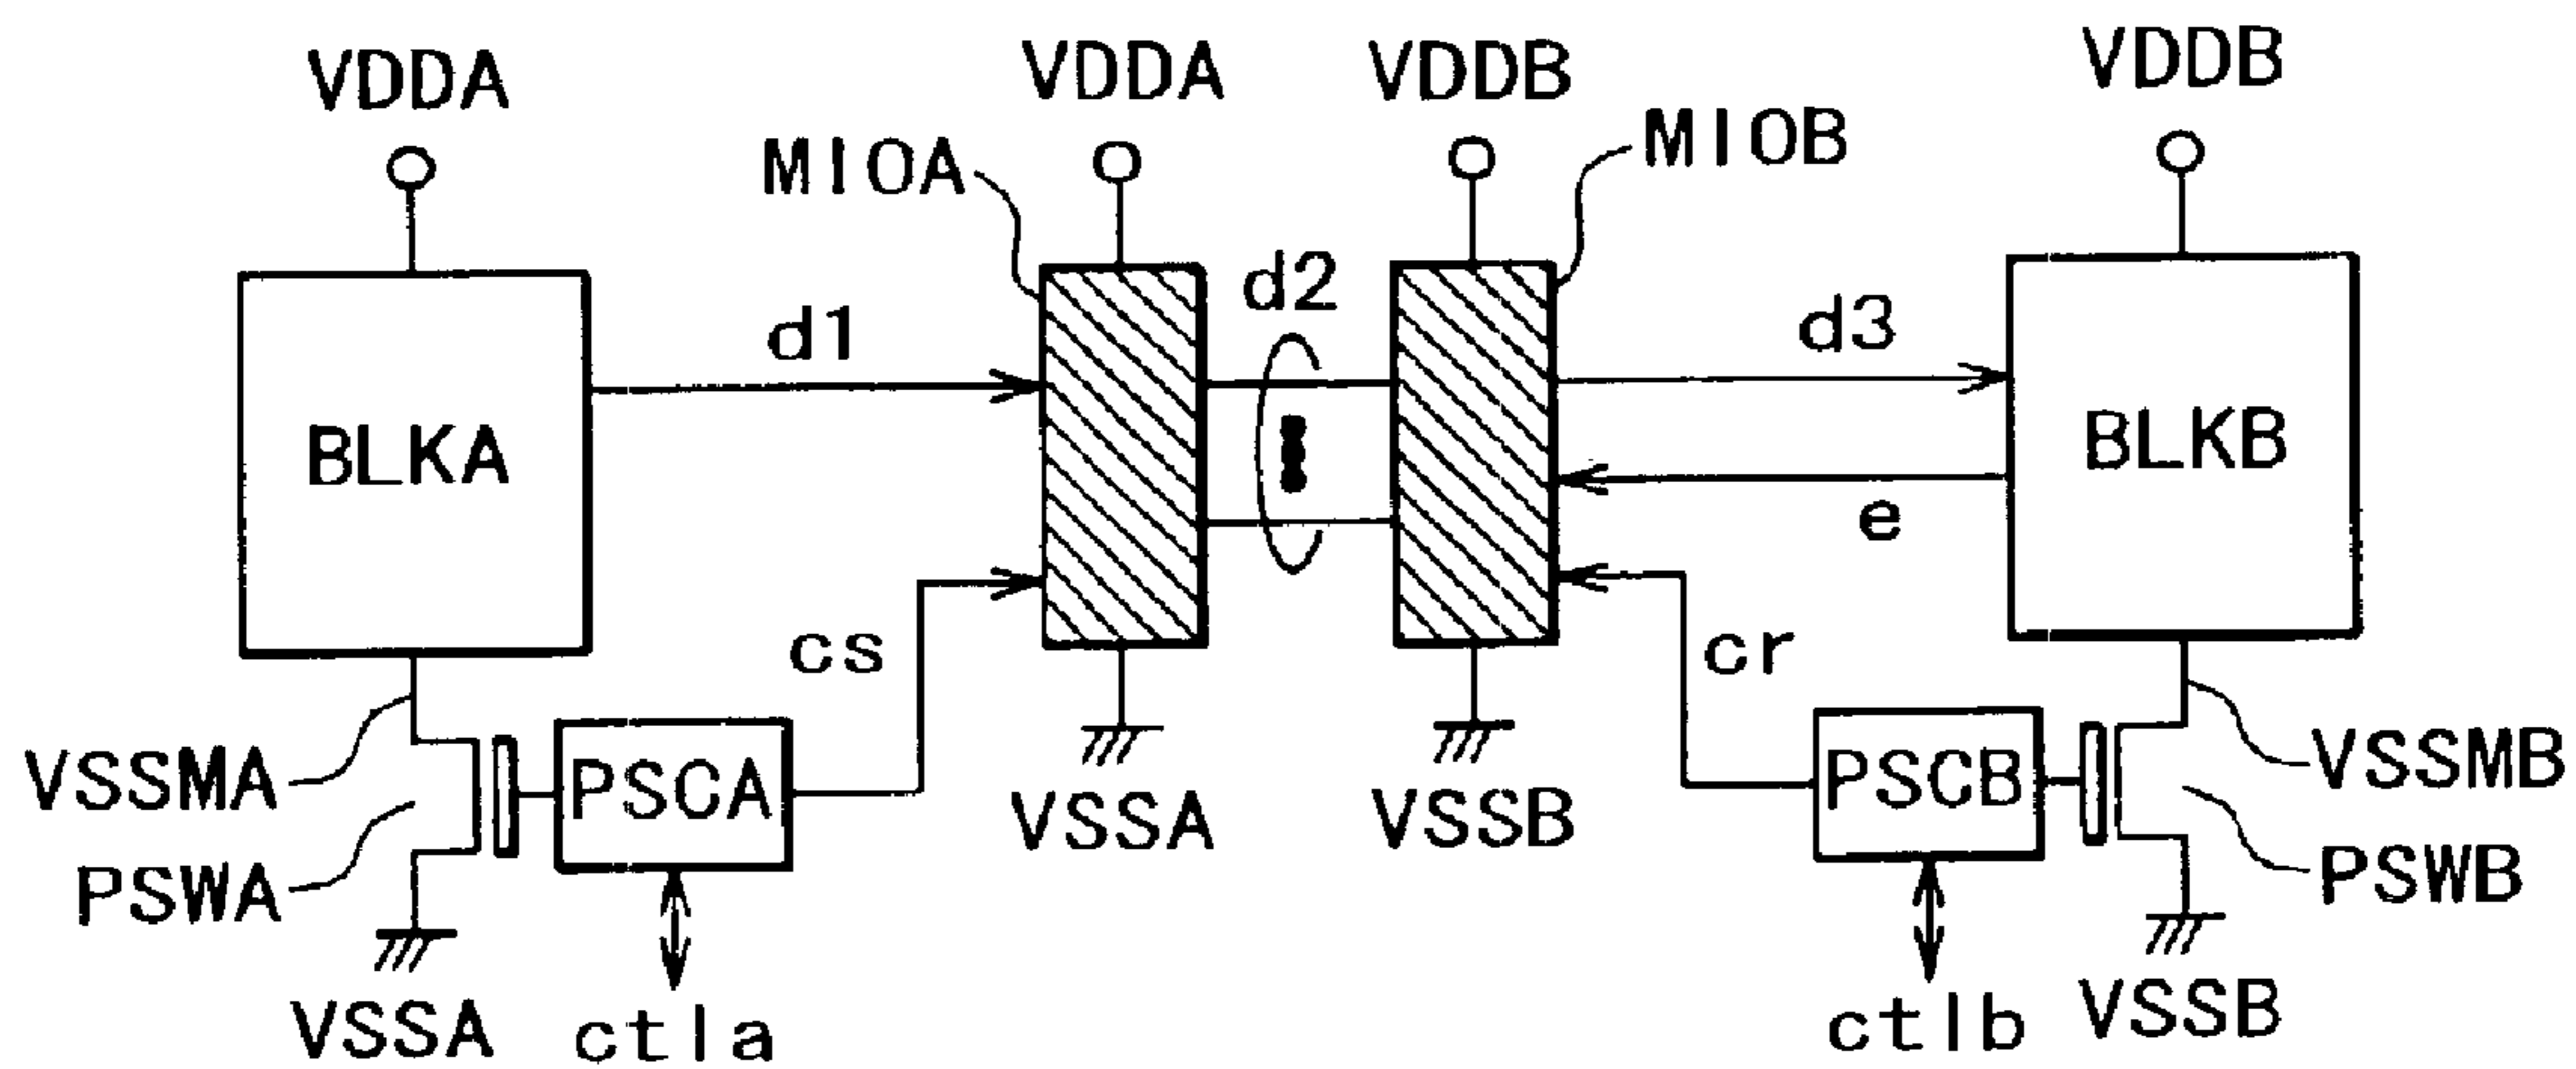 VDDA
VDDA
VDDB
VDDB
MIOA
MIOB
d1
d2
d3
BLKA
BLKB
e
cs
cr
VSSMA
PSCA
VSSA
VSSB
PSCB
VSSMB
PSWA
PSWB
VSSA
ctla
ctlb
VSSB